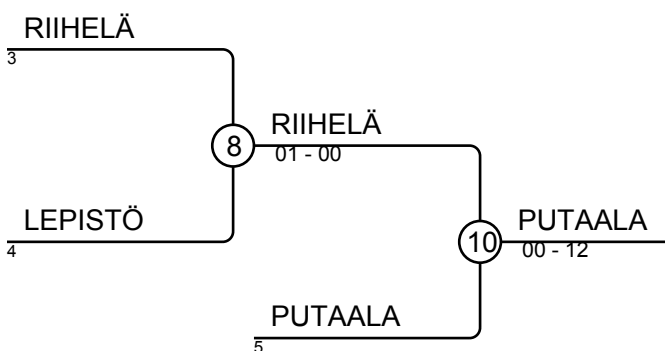 RIIHELÄ
3
8
RIIHELÄ
01 - 00
LEPISTÖ
4
10
PUTAALA
00 - 12
PUTAALA
5